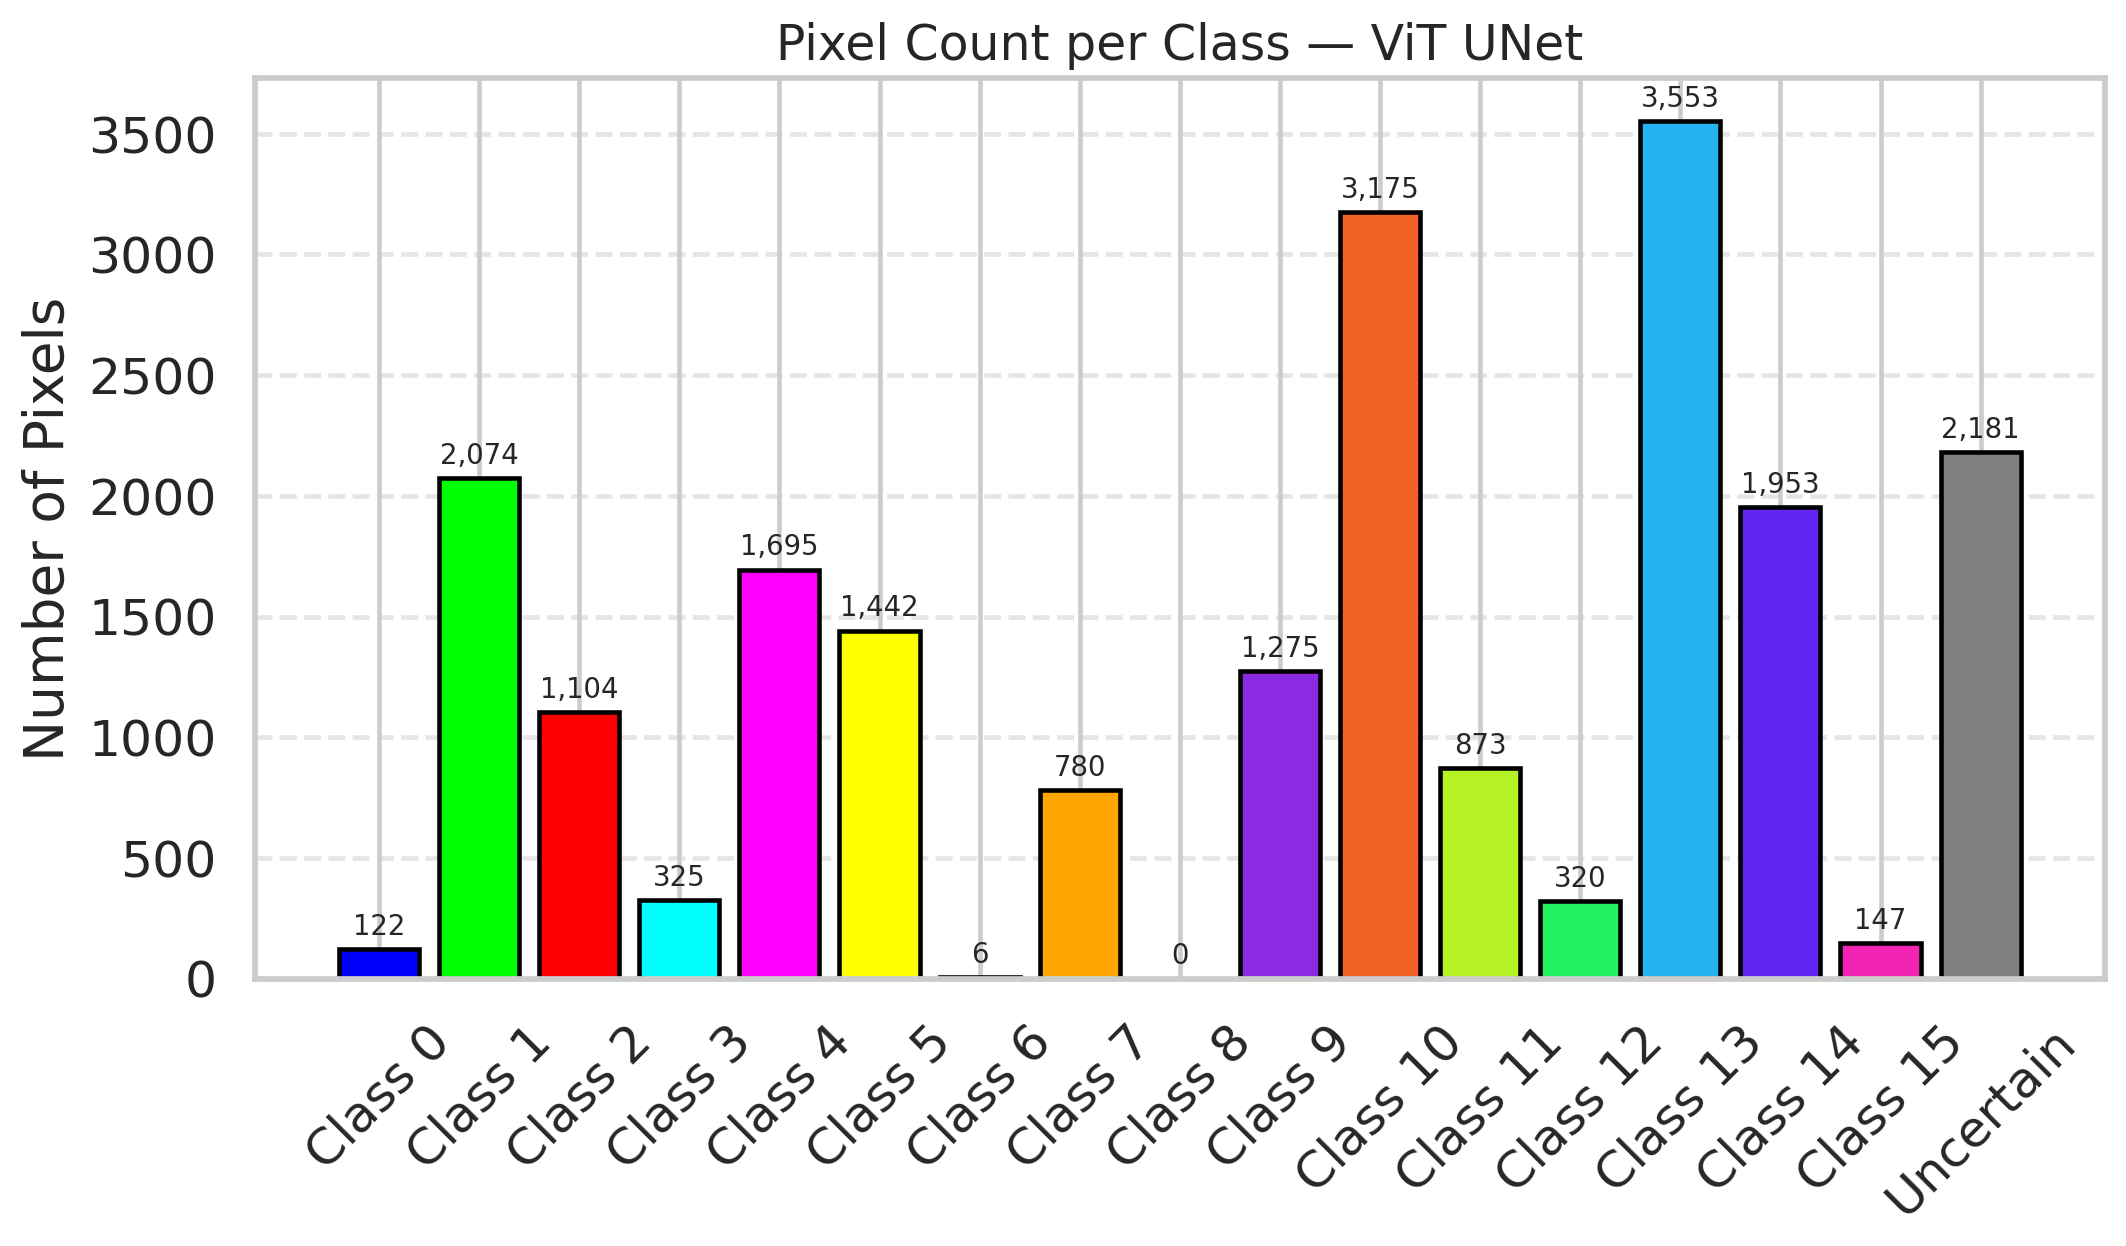 Pixel Count per Class — ViT UNet
Number of Pixels
3500
3000
2500
2000
1500
1000
500
0
122
2,074
1,104
325
1,695
1,442
6
780
0
1,275
3,175
873
320
3,553
1,953
147
2,181
Class 0
Class 1
Class 2
Class 3
Class 4
Class 5
Class 6
Class 7
Class 8
Class 9
Class 10
Class 11
Class 12
Class 13
Class 14
Class 15
Uncertain